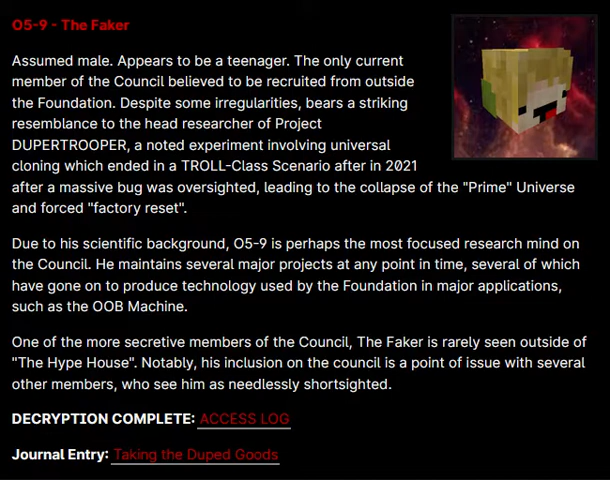 O5-9 - The Faker
Assumed male. Appears to be a teenager. The only current
member of the Council believed to be recruited from outside
the Foundation. Despite some irregularities, bears a striking
resemblance to the head researcher of Project
DUPERTROOPER, a noted experiment involving universal
cloning which ended in a TROLL-Class Scenario after in 2021
after a massive bug was oversighted, leading to the collapse of the "Prime" Universe
and forced "factory reset".
Due to his scientific background, O5-9 is perhaps the most focused research mind on
the Council. He maintains several major projects at any point in time, several of which
have gone on to produce technology used by the Foundation in major applications,
such as the OOB Machine.
One of the more secretive members of the Council, The Faker is rarely seen outside of
"The Hype House". Notably, his inclusion on the council is a point of issue with several
other members, who see him as needlessly shortsighted.
DECRYPTION COMPLETE: ACCESS LOG
Journal Entry: Taking the Duped Goods